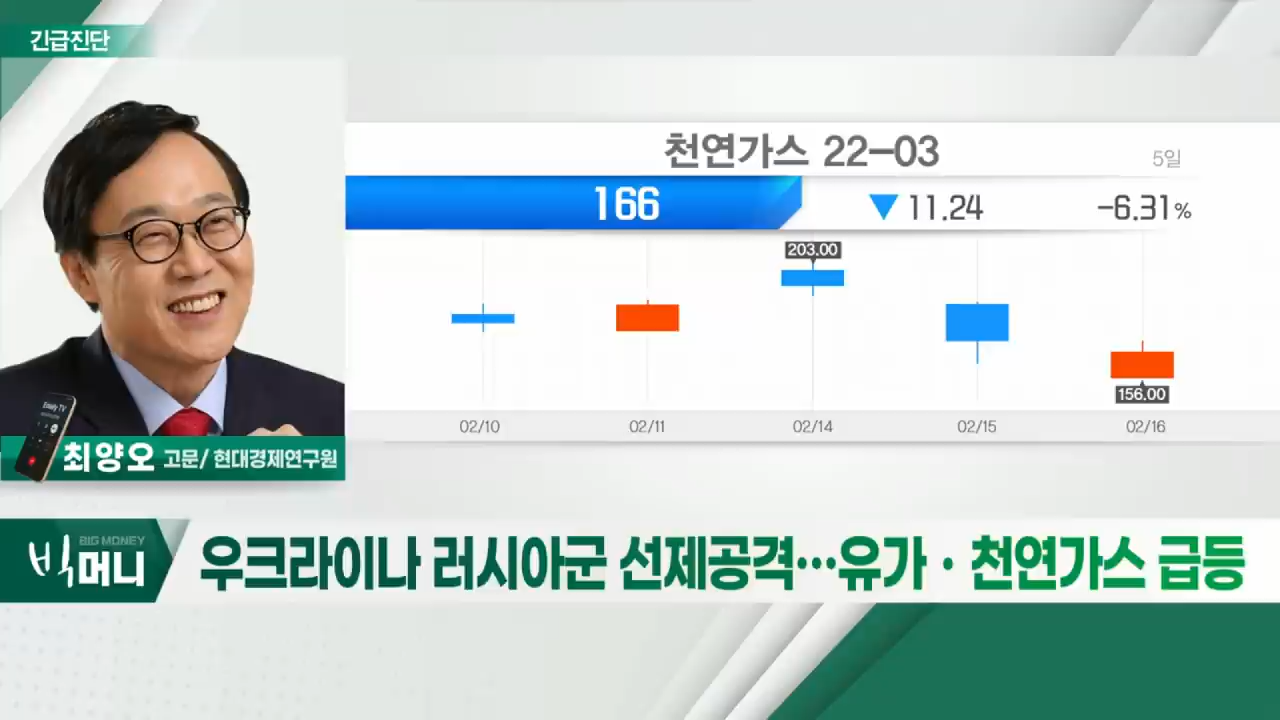 긴급진단
천연가스 22-03
5일
166 ▼ 11.24 -6.31%
203.00
156.00
02/10 02/11 02/14 02/15 02/16
Emaily TV
최양오 고문/ 현대경제연구원
BIG MONEY
빅머니
우크라이나 러시아군 선제공격…유가·천연가스 급등